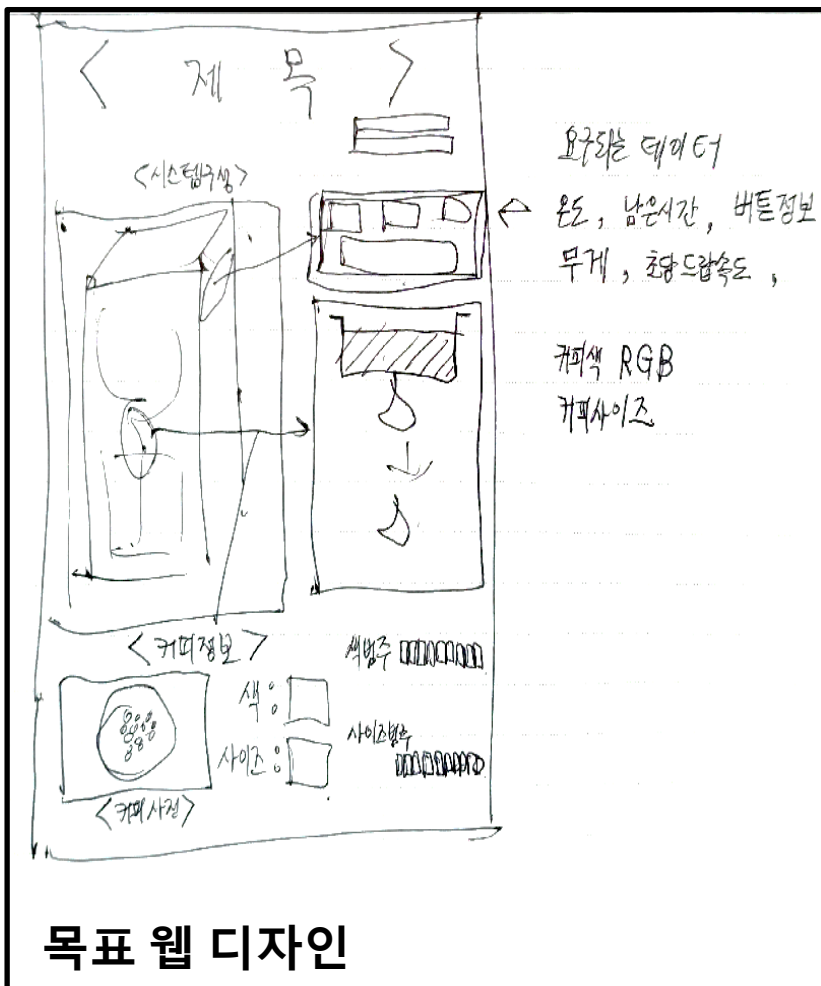 < 제 목 >
<시스템구성>
요구되는 데이터
온도, 남은시간, 버튼정보
무게, 초당 드랍속도,
커피색 RGB
커피사이즈
<커피정보>
색범주
색:
사이즈:
사이즈범주
<커피사진>
목표 웹 디자인